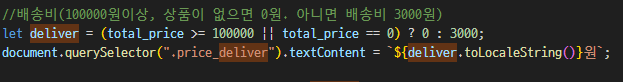 //배송비(100000원이상, 상품이 없으면 0원. 아니면 배송비 3000원)
let deliver = (total_price >= 100000 || total_price == 0) ? 0 : 3000;
document.querySelector(".price_deliver").textContent = `${deliver.toLocaleString()}원`;